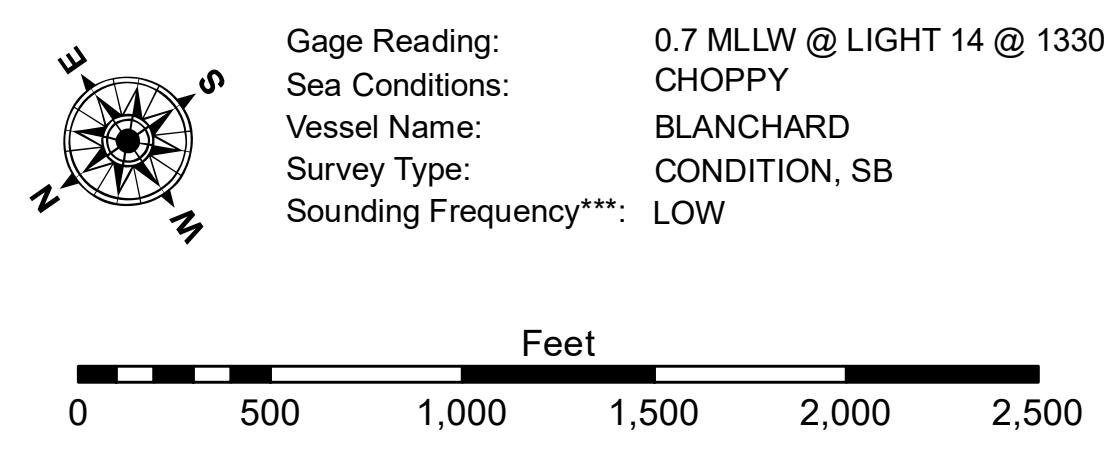 E
S
N
W
Gage Reading: 0.7 MLLW @ LIGHT 14 @ 1330
Sea Conditions: CHOPPY
Vessel Name: BLANCHARD
Survey Type: CONDITION, SB
Sounding Frequency***: LOW
Feet
0 500 1,000 1,500 2,000 2,500